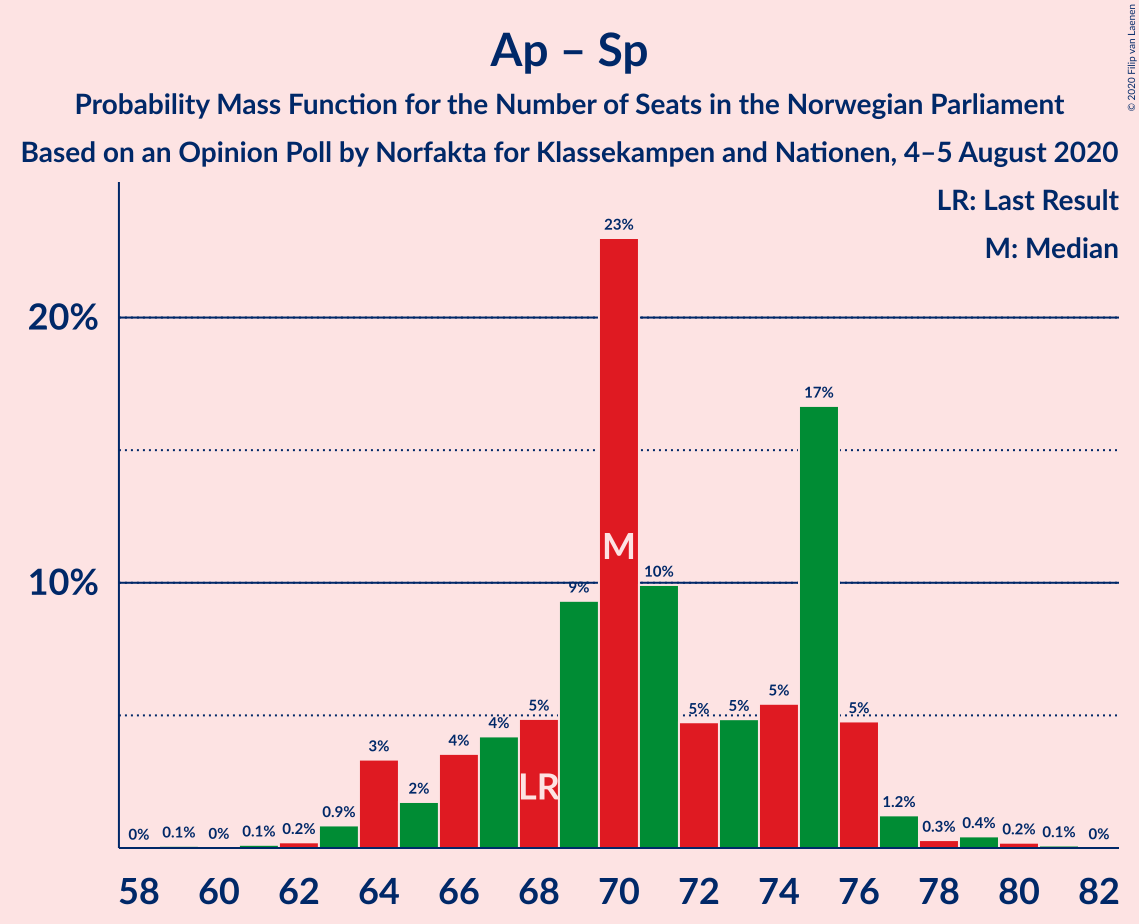 Ap – Sp
Probability Mass Function for the Number of Seats in the Norwegian Parliament
Based on an Opinion Poll by Norfakta for Klassekampen and Nationen, 4–5 August 2020
© 2020 Filip van Laenen
LR: Last Result
M: Median
20%
10%
0% 0.1% 0% 0.1% 0.2% 0.9% 3% 2% 4% 4% 5% 9% 23% 10% 5% 5% 5% 17% 5% 1.2% 0.3% 0.4% 0.2% 0.1% 0%
M
LR
58 60 62 64 66 68 70 72 74 76 78 80 82